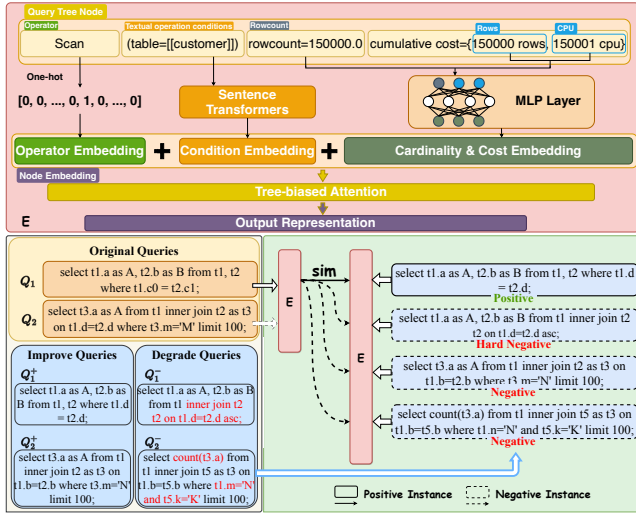 Query Tree Node
Operator
Textual operation conditions
Rowcount
Rows
CPU
Scan
(table=[[customer]])
rowcount=150000.0
cumulative cost={150000 rows, 150001 cpu}
One-hot
[0, 0, ..., 0, 1, 0, ..., 0]
Sentence
Transformers
MLP Layer
Operator Embedding
+
Condition Embedding
+
Cardinality & Cost Embedding
Node Embedding
Tree-biased Attention
E
Output Representation
Original Queries
Q1
select t1.a as A, t2.b as B from t1, t2
where t1.c0 = t2.c1;
Q2
select t3.a as A from t1 inner join t2 as t3
on t1.d=t2.d where t3.m='M' limit 100;
Improve Queries
Q1+
select t1.a as A, t2.b as
B from t1, t2 where t1.d
= t2.d;
Q2+
select t3.a as A from t1
inner join t2 as t3 on
t1.b=t2.b where t3.m='N'
limit 100;
Degrade Queries
Q1−
select t1.a as A, t2.b as
B from t1 inner join t2
t2 on t1.d=t2.d asc;
Q2−
select count(t3.a) from
t1 inner join t5 as t3 on
t1.b=t5.b where t1.m='N'
and t5.k='K' limit 100;
E
sim
E
select t1.a as A, t2.b as B from t1, t2 where t1.d
= t2.d;
Positive
select t1.a as A, t2.b as B from t1 inner join t2
t2 on t1.d=t2.d asc;
Hard Negative
select t3.a as A from t1 inner join t2 as t3 on
t1.b=t2.b where t3.m='N' limit 100;
Negative
select count(t3.a) from t1 inner join t5 as t3 on
t1.b=t5.b where t1.n='N' and t5.k='K' limit 100;
Negative
Positive Instance
Negative Instance